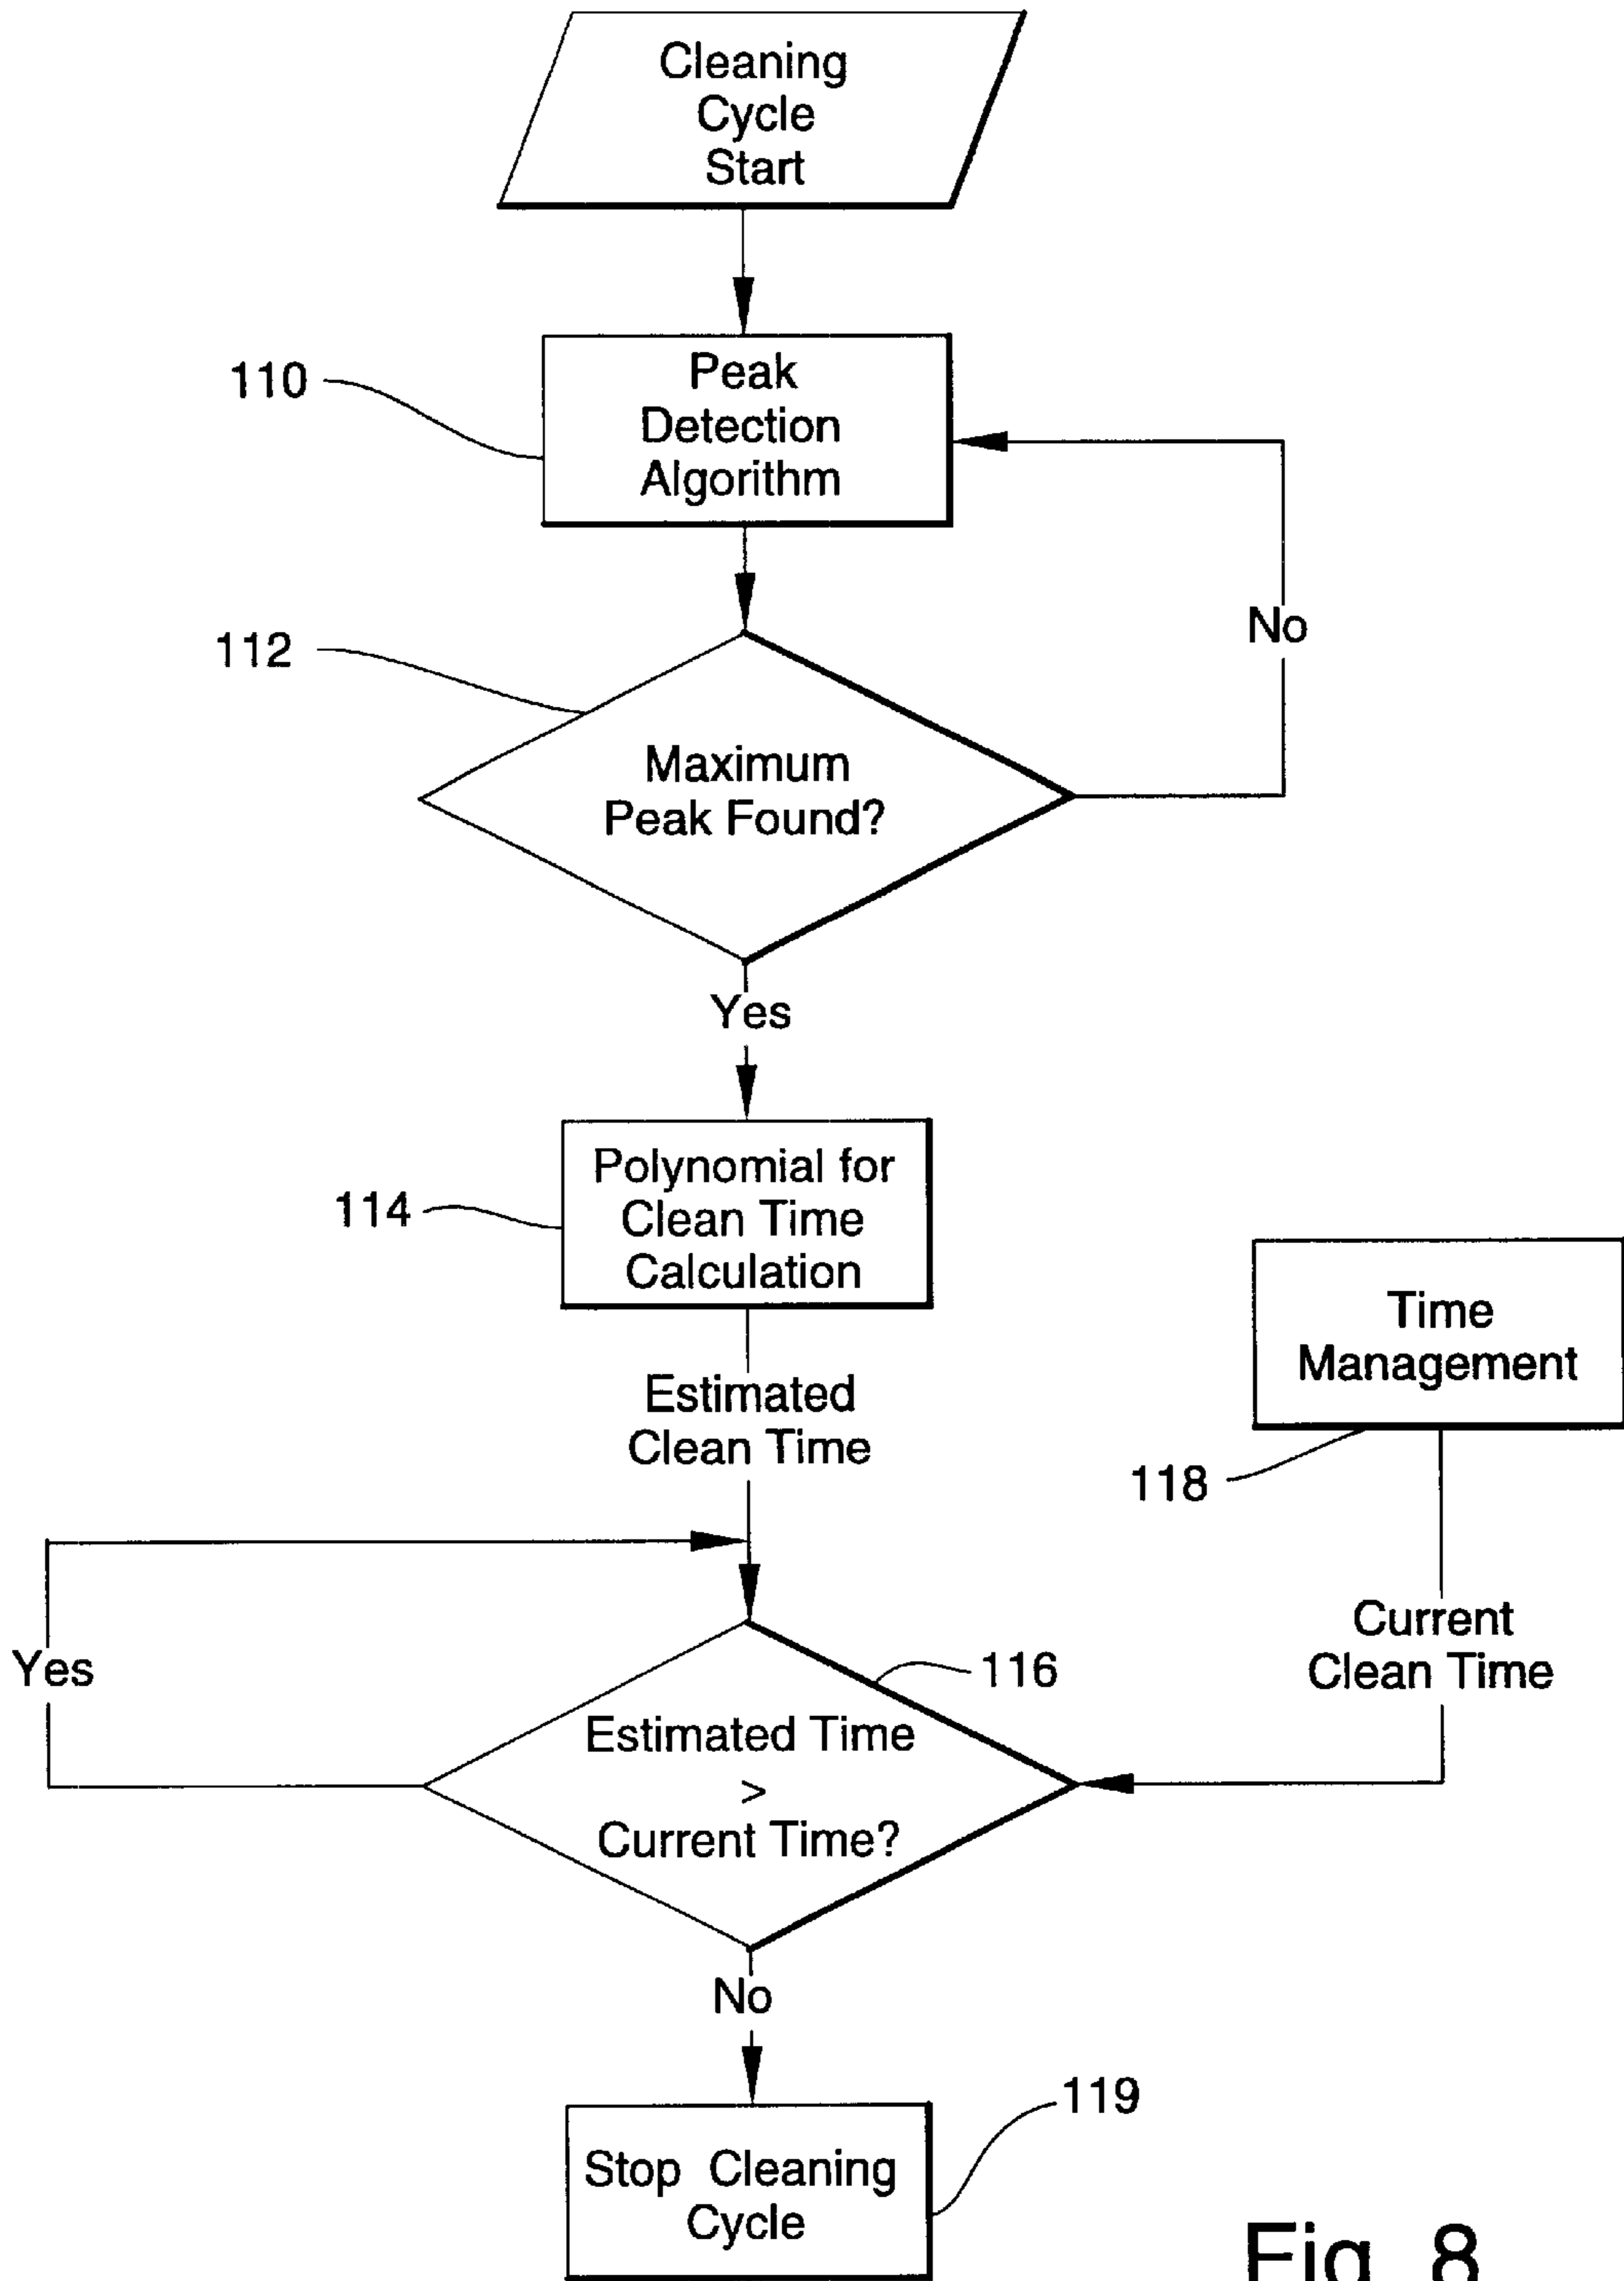 Cleaning
Cycle
Start
110
Peak
Detection
Algorithm
No
112
Maximum
Peak Found?
Yes
114
Polynomial for
Clean Time
Calculation
Time
Management
Estimated
Clean Time
118
Current
Clean Time
Yes
116
Estimated Time
>
Current Time?
No
119
Stop Cleaning
Cycle
Fig. 8